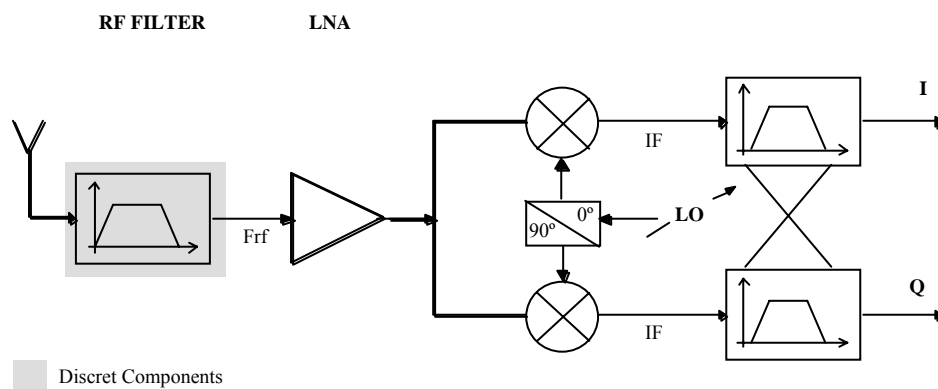 RF FILTER
LNA
I
IF
Frf
0º
90º
LO
Q
IF
Discret Components